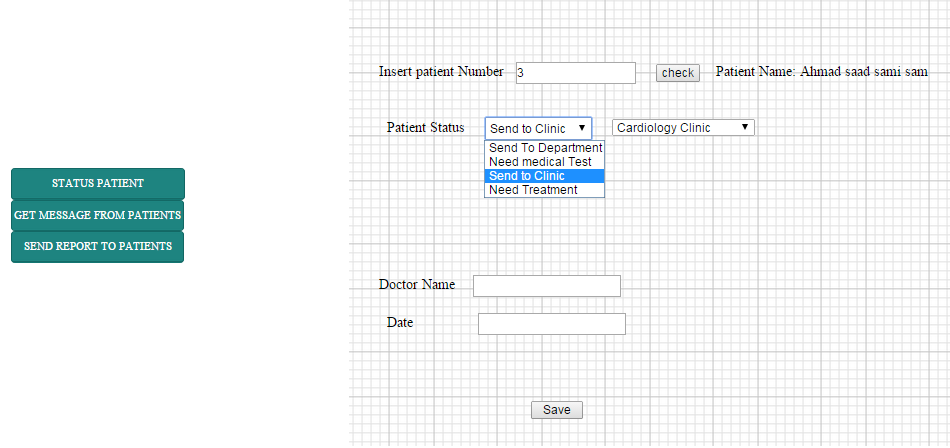 STATUS PATIENT
GET MESSAGE FROM PATIENTS
SEND REPORT TO PATIENTS
Insert patient Number 3 check Patient Name: Ahmad saad sami sam
Patient Status Send to Clinic Cardiology Clinic
Send To Department
Need medical Test
Send to Clinic
Need Treatment
Doctor Name
Date
Save